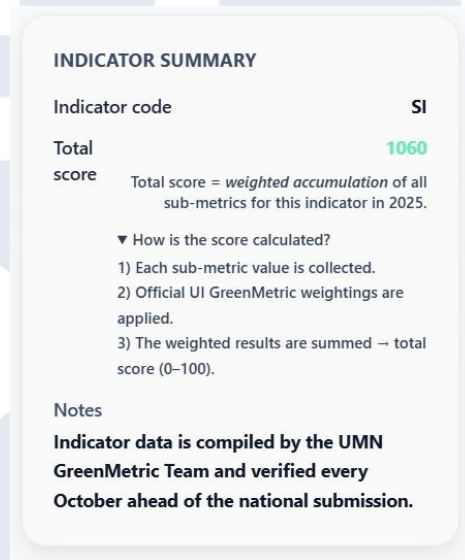 INDICATOR SUMMARY
Indicator code SI
Total score 1060
Total score = weighted accumulation of all
sub-metrics for this indicator in 2025.
▼ How is the score calculated?
1) Each sub-metric value is collected.
2) Official UI GreenMetric weightings are
applied.
3) The weighted results are summed → total
score (0–100).
Notes
Indicator data is compiled by the UMN
GreenMetric Team and verified every
October ahead of the national submission.